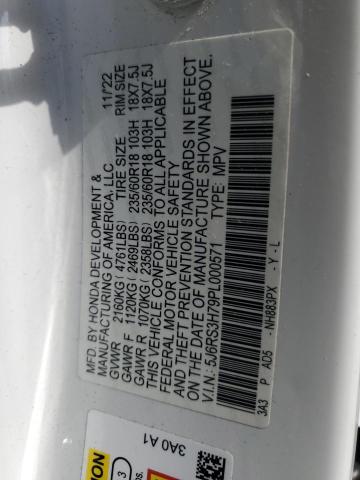 MFD. BY HONDA DEVELOPMENT &
MANUFACTURING OF AMERICA, LLC 11/22
GVWR 2160KG (4761LBS) TIRE SIZE RIM SIZE
GAWR F 1120KG (2469LBS) 235/60R18 103H 18X7.5J
GAWR R 1070KG (2358LBS) 235/60R18 103H 18X7.5J
THIS VEHICLE CONFORMS TO ALL APPLICABLE
FEDERAL MOTOR VEHICLE SAFETY
AND THEFT PREVENTION STANDARDS IN EFFECT
ON THE DATE OF MANUFACTURE SHOWN ABOVE.
V.I.N.: 5J6RS3H79PL000571 TYPE: MPV
3A3 P AD5 - NH883PX - Y - L
3A0 A1
3